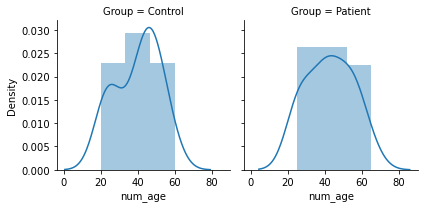 Group = Control
Group = Patient
Density
0.030
0.025
0.020
0.015
0.010
0.005
0.000
0 20 40 60 80
0 20 40 60 80
num_age
num_age